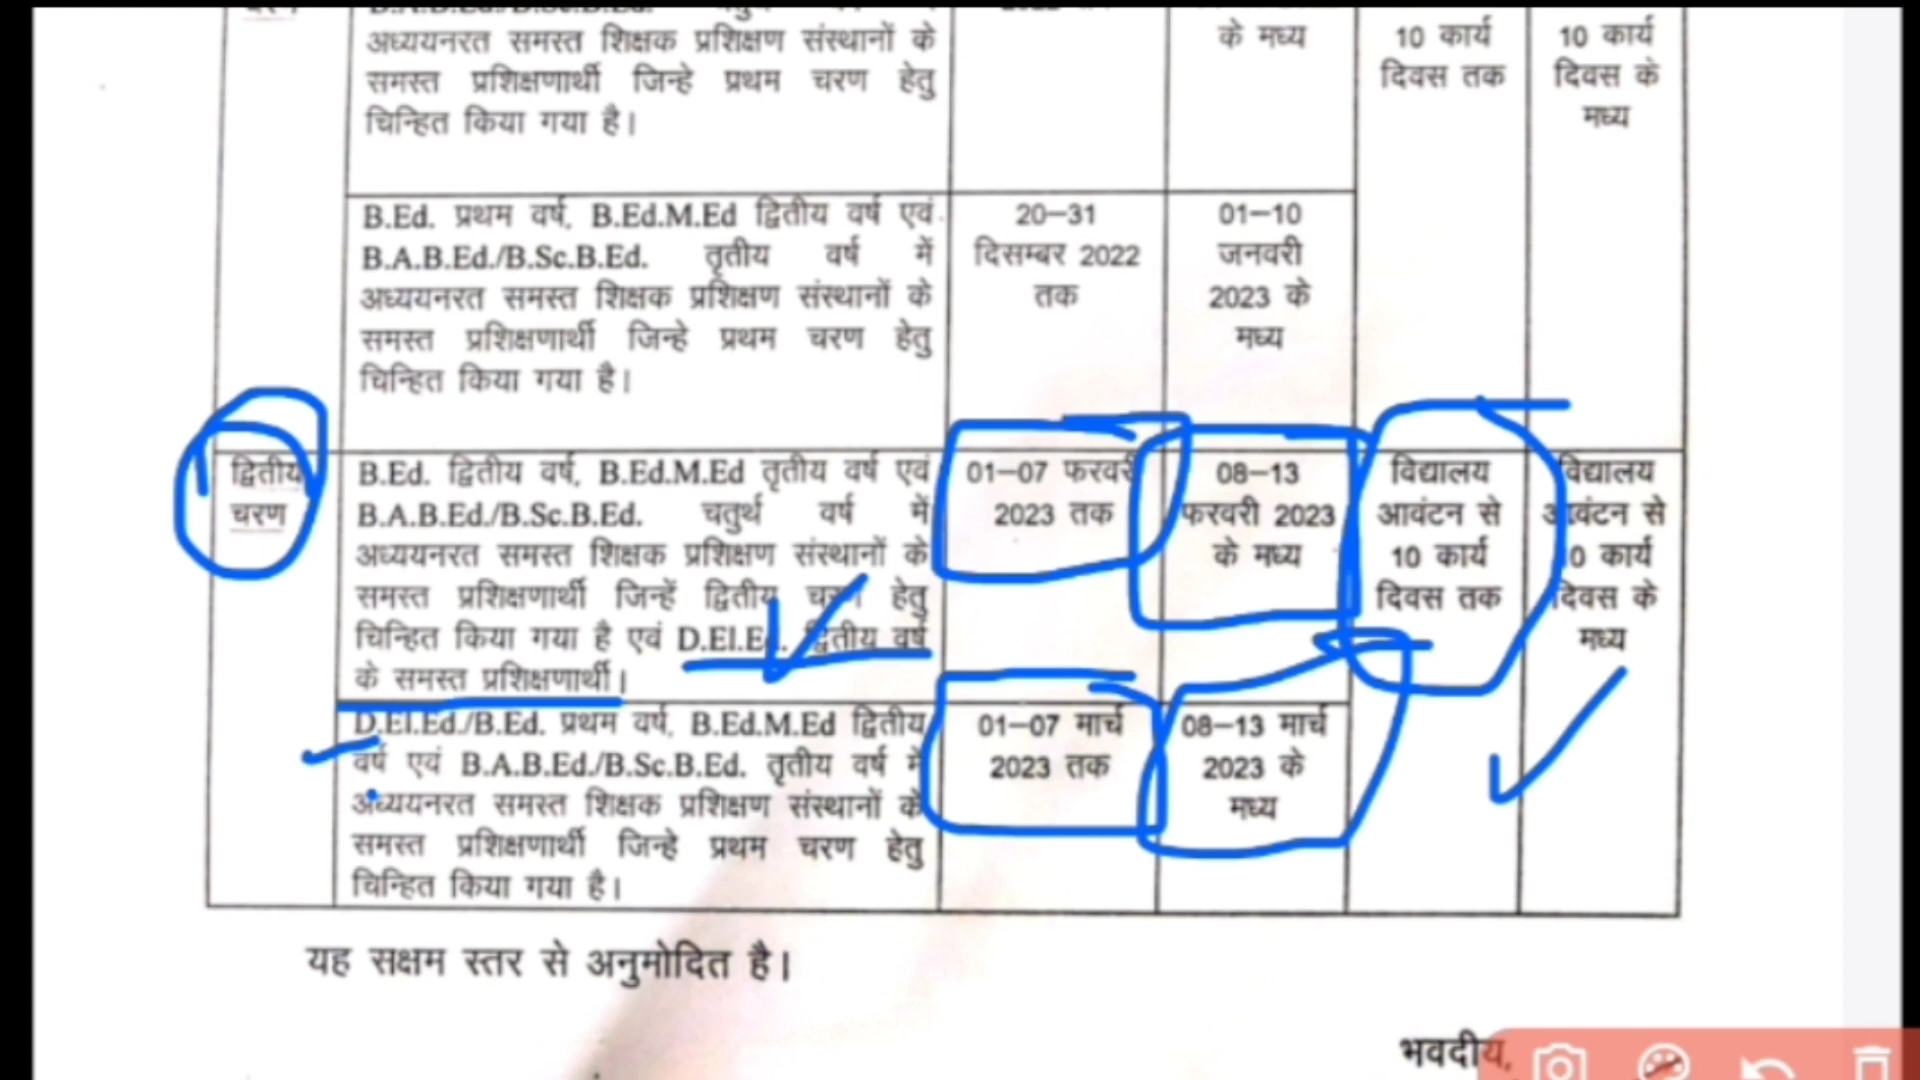 अध्ययनरत समस्त शिक्षक प्रशिक्षण संस्थानों के
समस्त प्रशिक्षणार्थी जिन्हे प्रथम चरण हेतु
चिन्हित किया गया है।
के मध्य
10 कार्य
दिवस तक
10 कार्य
दिवस के
मध्य
B.Ed. प्रथम वर्ष, B.Ed.M.Ed द्वितीय वर्ष एवं
B.A.B.Ed./B.Sc.B.Ed. तृतीय वर्ष में
अध्ययनरत समस्त शिक्षक प्रशिक्षण संस्थानों के
समस्त प्रशिक्षणार्थी जिन्हे प्रथम चरण हेतु
चिन्हित किया गया है।
20–31
दिसम्बर 2022
तक
01–10
जनवरी
2023 के
मध्य
द्वितीय
चरण
B.Ed. द्वितीय वर्ष, B.Ed.M.Ed तृतीय वर्ष एवं
B.A.B.Ed./B.Sc.B.Ed. चतुर्थ वर्ष में
अध्ययनरत समस्त शिक्षक प्रशिक्षण संस्थानों के
समस्त प्रशिक्षणार्थी जिन्हें द्वितीय चरण हेतु
चिन्हित किया गया है एवं D.El.Ed. द्वितीय वर्ष
के समस्त प्रशिक्षणार्थी।
01–07 फरवरी
2023 तक
08–13
फरवरी 2023
के मध्य
विद्यालय
आवंटन से
10 कार्य
दिवस तक
विद्यालय
आवंटन से
10 कार्य
दिवस के
मध्य
D.El.Ed./B.Ed. प्रथम वर्ष, B.Ed.M.Ed द्वितीय
वर्ष एवं B.A.B.Ed./B.Sc.B.Ed. तृतीय वर्ष में
अध्ययनरत समस्त शिक्षक प्रशिक्षण संस्थानों के
समस्त प्रशिक्षणार्थी जिन्हे प्रथम चरण हेतु
चिन्हित किया गया है।
01–07 मार्च
2023 तक
08–13 मार्च
2023 के
मध्य
यह सक्षम स्तर से अनुमोदित है।
भवदीय,